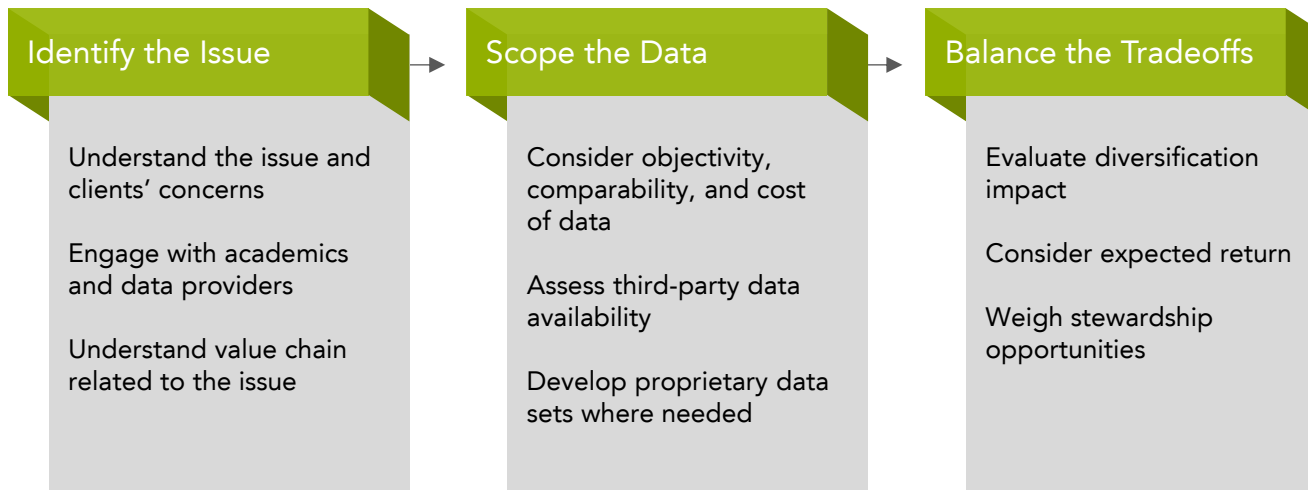 Identify the Issue
Understand the issue and
clients’ concerns
Engage with academics
and data providers
Understand value chain
related to the issue
Scope the Data
Consider objectivity,
comparability, and cost
of data
Assess third-party data
availability
Develop proprietary data
sets where needed
Balance the Tradeoffs
Evaluate diversification
impact
Consider expected return
Weigh stewardship
opportunities